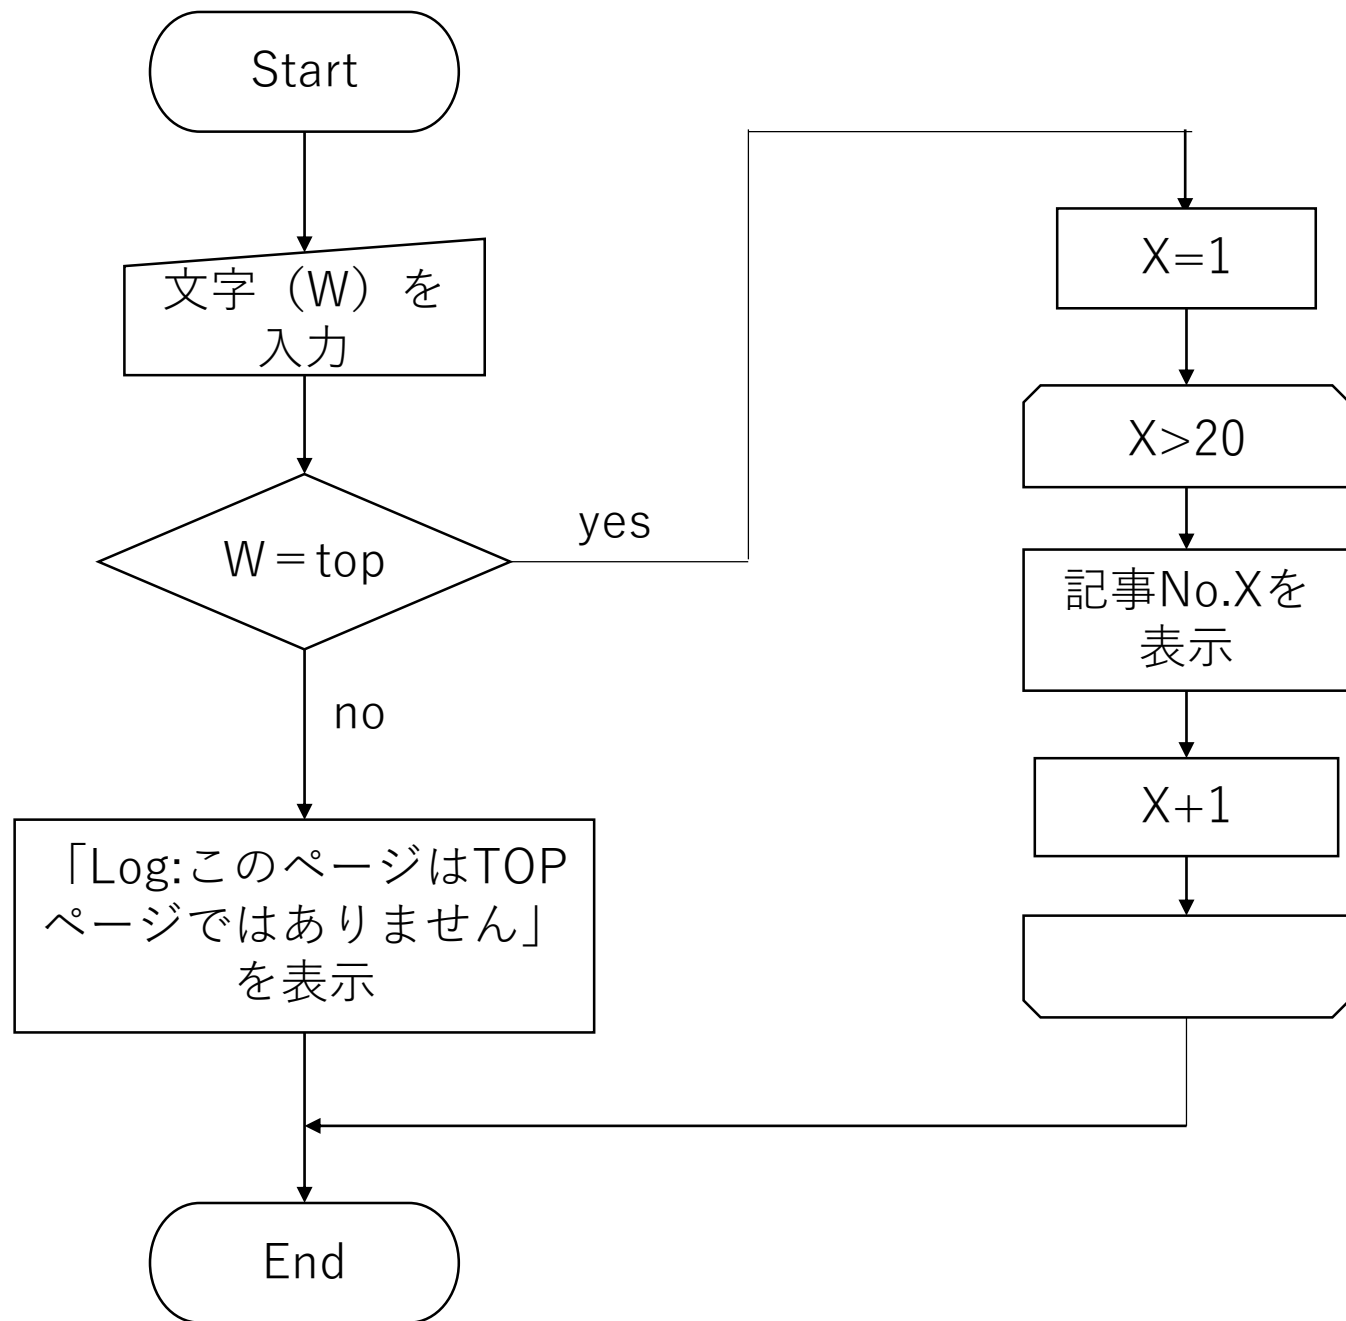 Start
文字（W）を
入力
W＝top
yes
no
「Log:このページはTOP
ページではありません」
を表示
End
X=1
X>20
記事No.Xを
表示
X+1